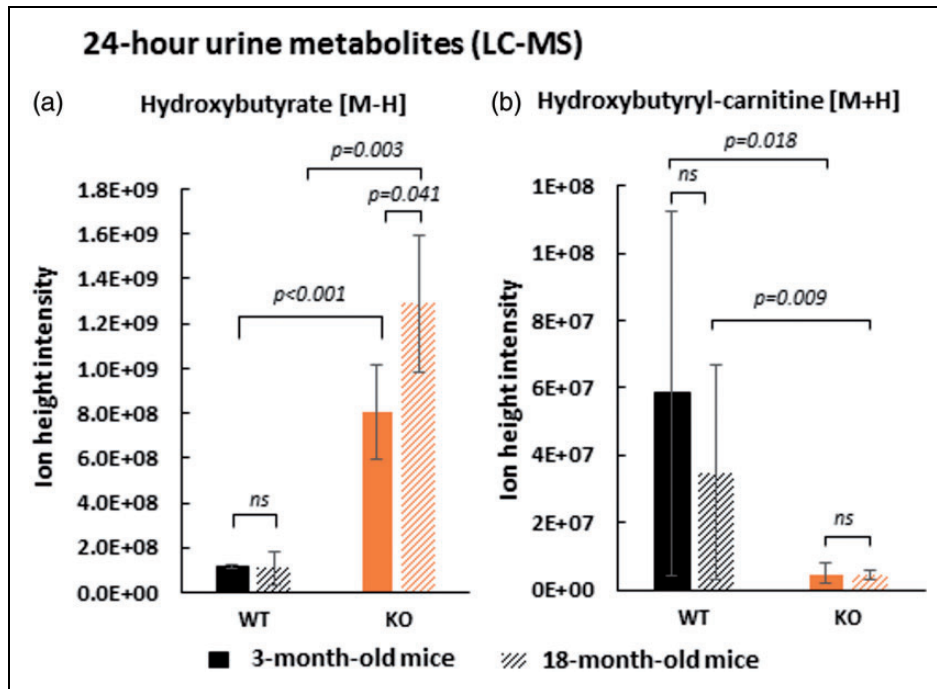 24-hour urine metabolites (LC-MS)
(a)
Hydroxybutyrate [M-H]
p=0.003
p=0.041
p<0.001
ns
Ion height intensity
1.8E+09
1.6E+09
1.4E+09
1.2E+09
1.0E+09
8.0E+08
6.0E+08
4.0E+08
2.0E+08
0.0E+00
WT
KO
(b)
Hydroxybutyryl-carnitine [M+H]
p=0.018
ns
p=0.009
ns
Ion height intensity
1E+08
1E+08
8E+07
6E+07
4E+07
2E+07
0E+00
WT
KO
3-month-old mice
18-month-old mice